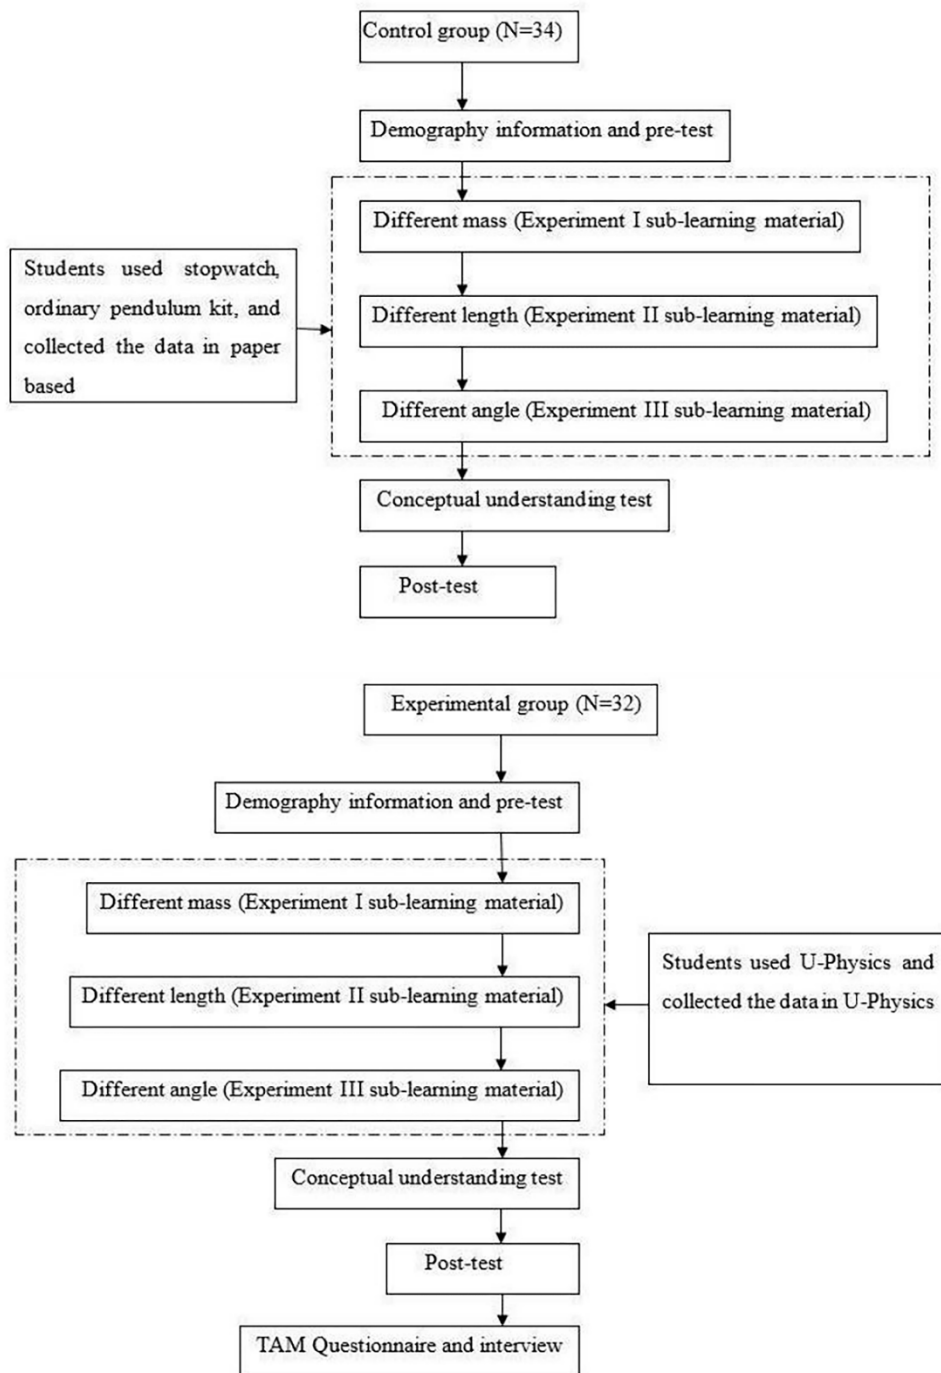 Control group (N=34)
Demography information and pre-test
Different mass (Experiment I sub-learning material)
Students used stopwatch,
ordinary pendulum kit, and
collected the data in paper
based
Different length (Experiment II sub-learning material)
Different angle (Experiment III sub-learning material)
Conceptual understanding test
Post-test
Experimental group (N=32)
Demography information and pre-test
Different mass (Experiment I sub-learning material)
Different length (Experiment II sub-learning material)
Different angle (Experiment III sub-learning material)
Students used U-Physics and
collected the data in U-Physics
Conceptual understanding test
Post-test
TAM Questionnaire and interview